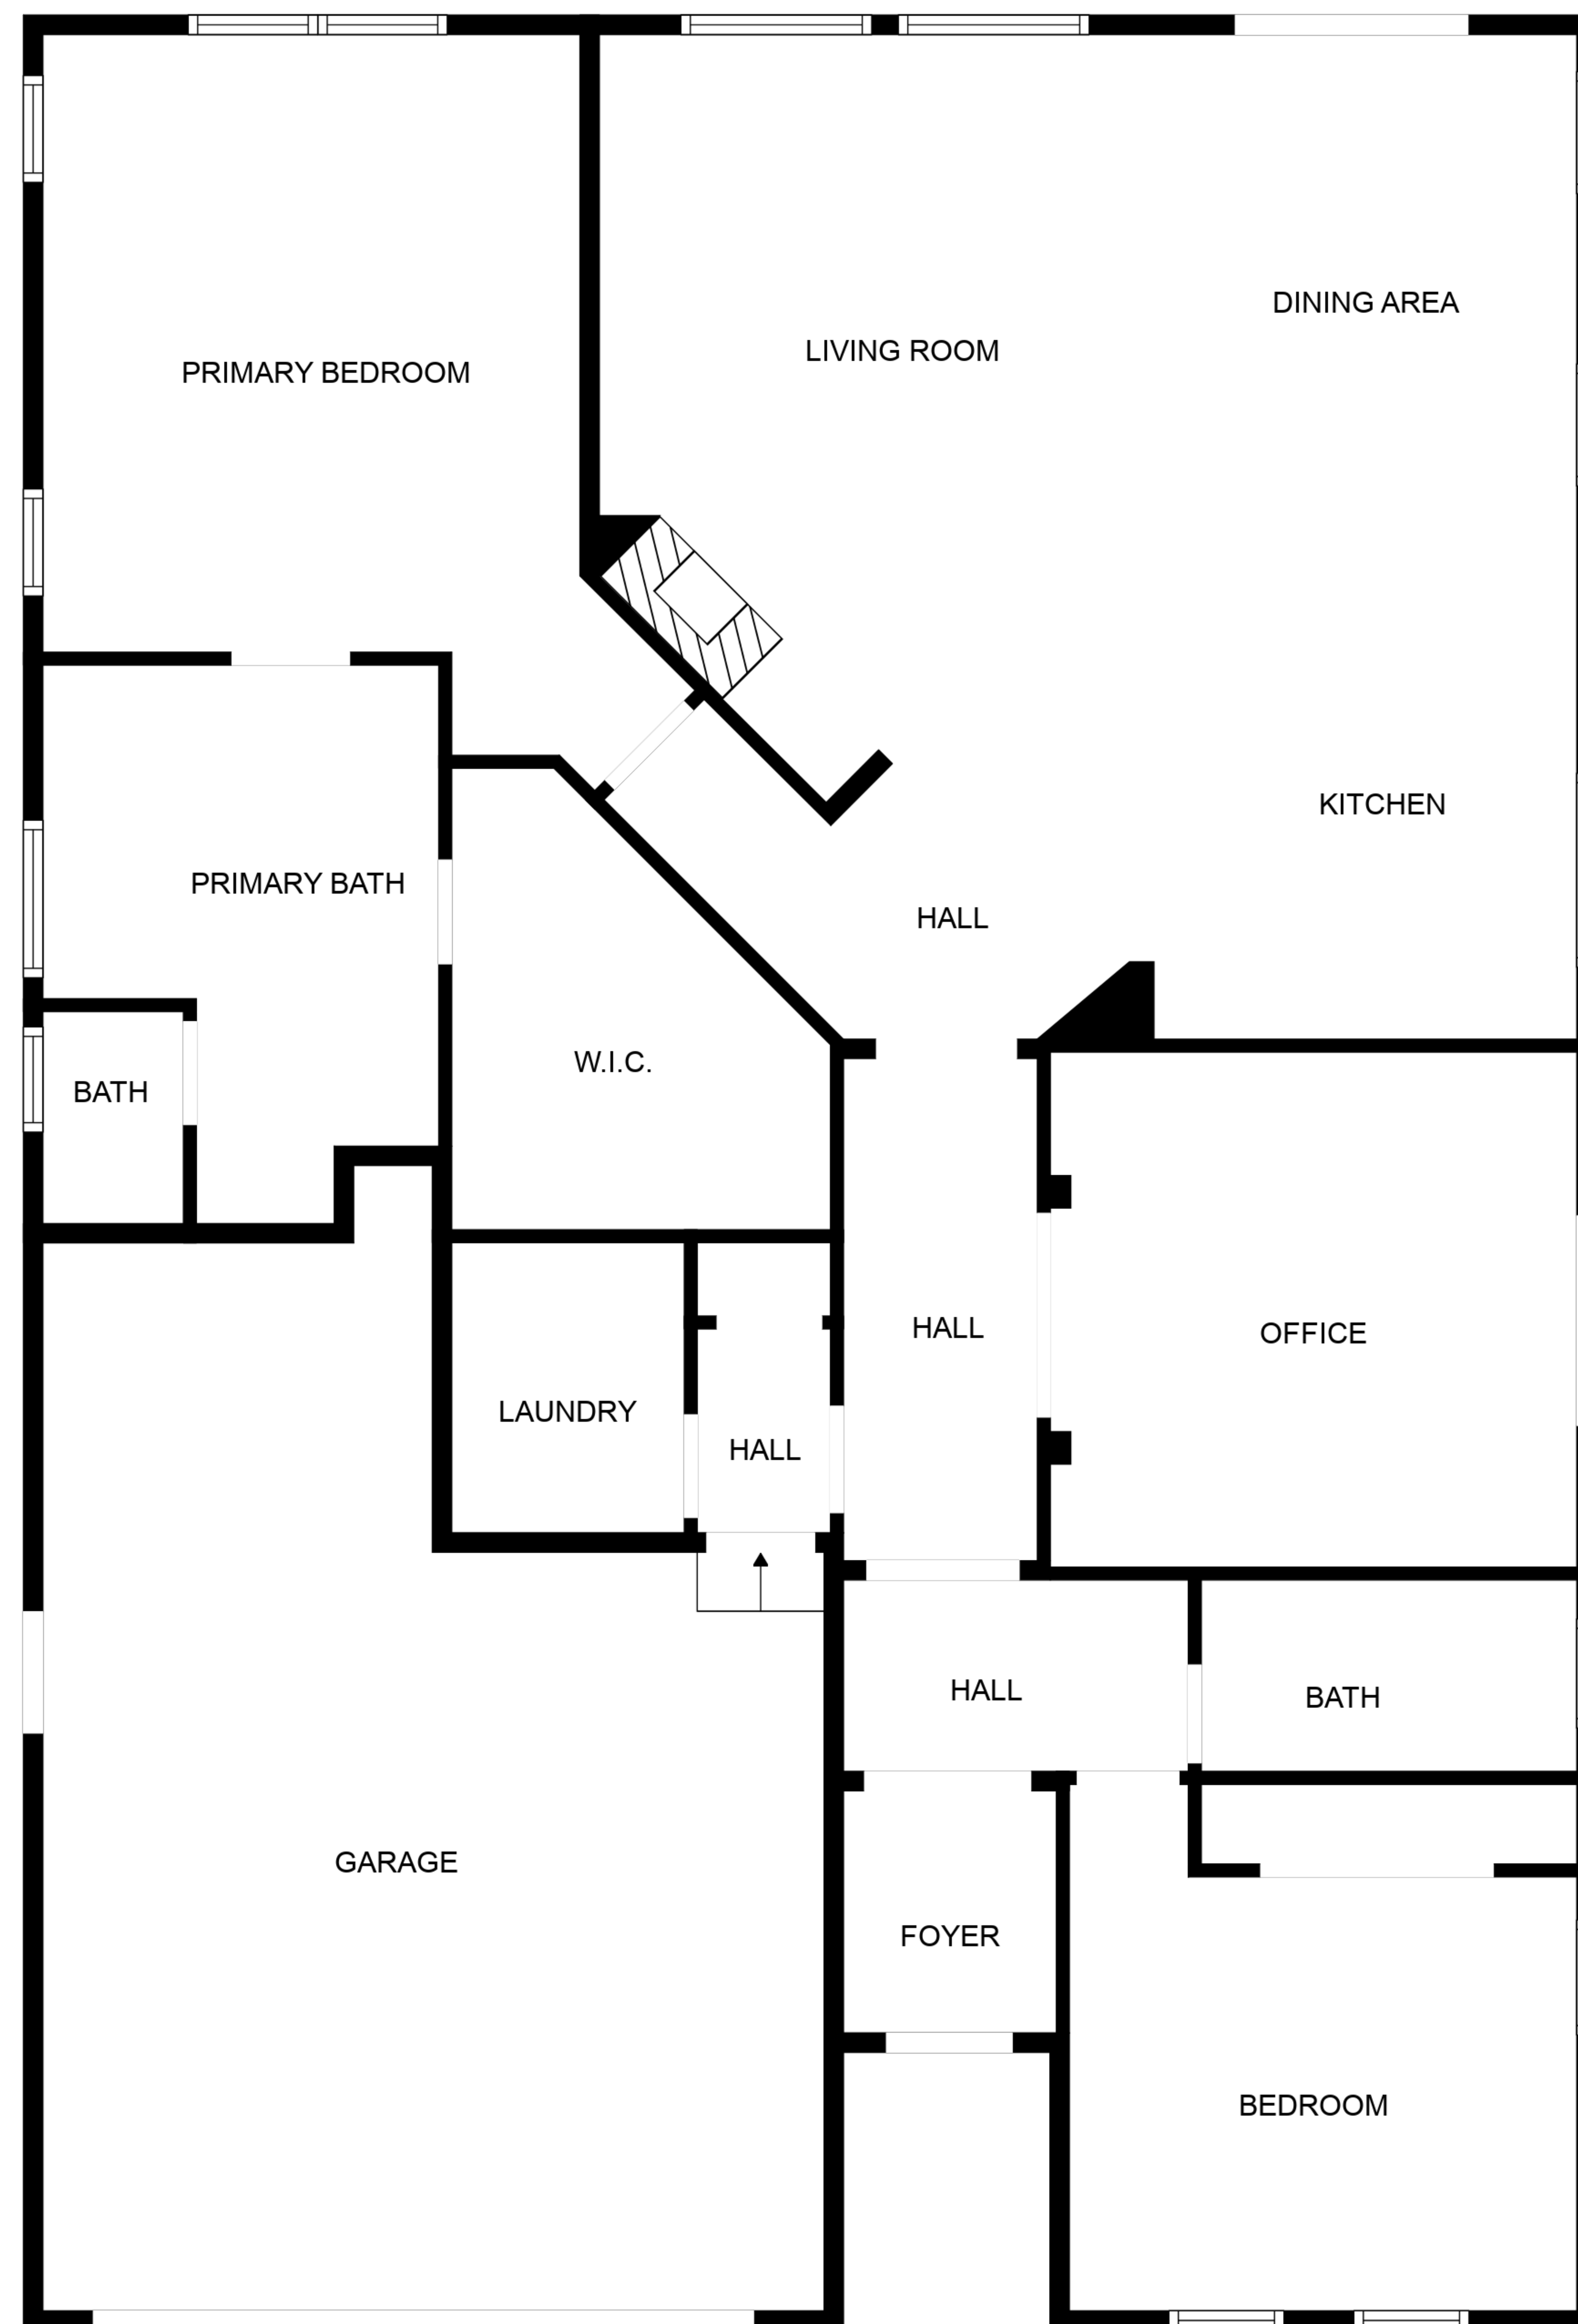 DINING AREA
LIVING ROOM
PRIMARY BEDROOM
KITCHEN
PRIMARY BATH
HALL
W.I.C.
BATH
HALL
OFFICE
LAUNDRY
HALL
HALL
BATH
GARAGE
FOYER
BEDROOM